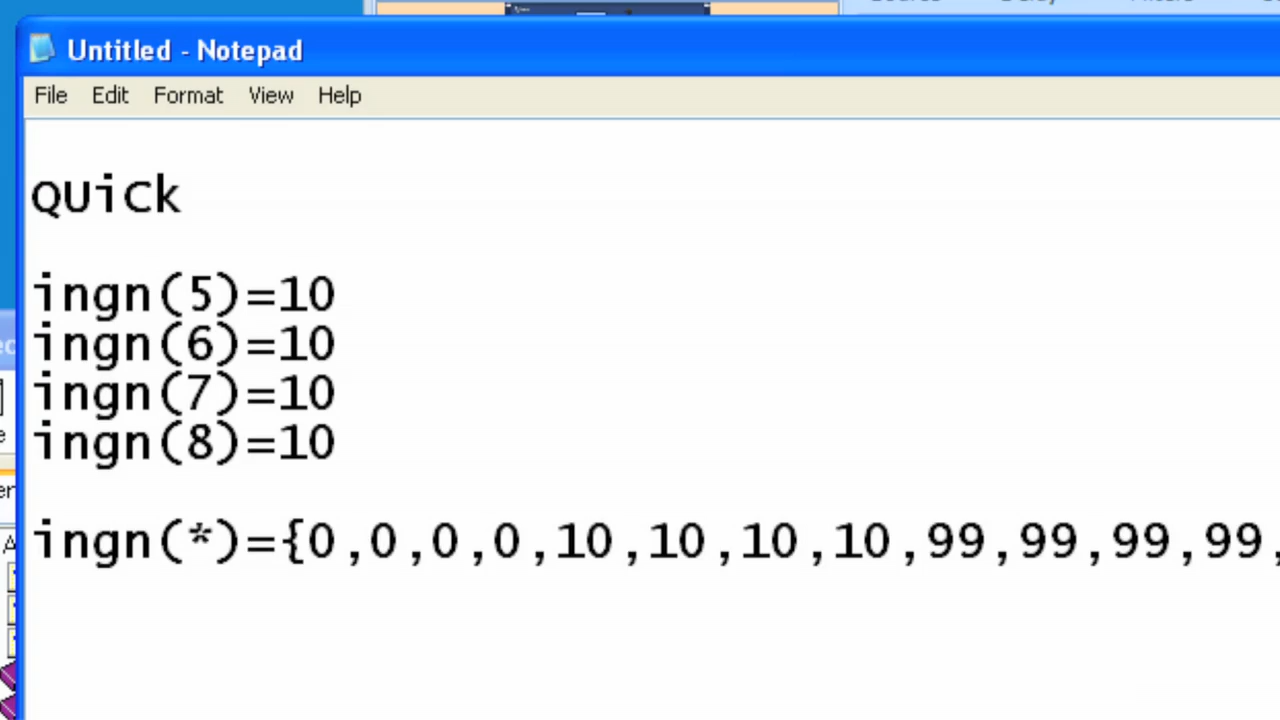 Untitled - Notepad
File Edit Format View Help
QUiCk
ingn(5)=10
ingn(6)=10
ingn(7)=10
ingn(8)=10
ingn(*)={0,0,0,0,10,10,10,10,99,99,99,99,